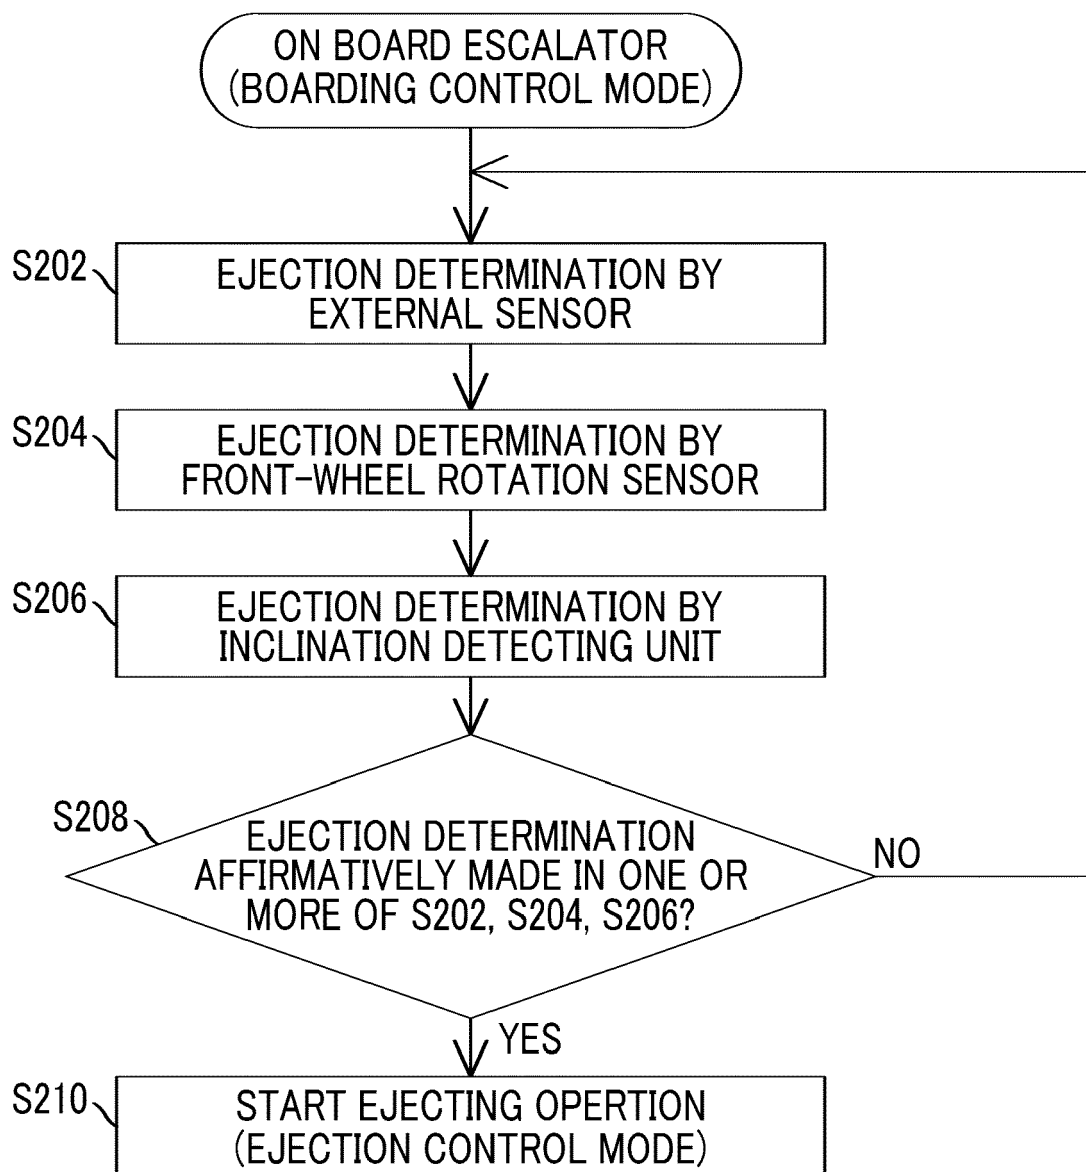 ON BOARD ESCALATOR
(BOARDING CONTROL MODE)
S202
EJECTION DETERMINATION BY
EXTERNAL SENSOR
S204
EJECTION DETERMINATION BY
FRONT-WHEEL ROTATION SENSOR
S206
EJECTION DETERMINATION BY
INCLINATION DETECTING UNIT
S208
EJECTION DETERMINATION
AFFIRMATIVELY MADE IN ONE OR
MORE OF S202, S204, S206?
NO
YES
S210
START EJECTING OPERTION
(EJECTION CONTROL MODE)